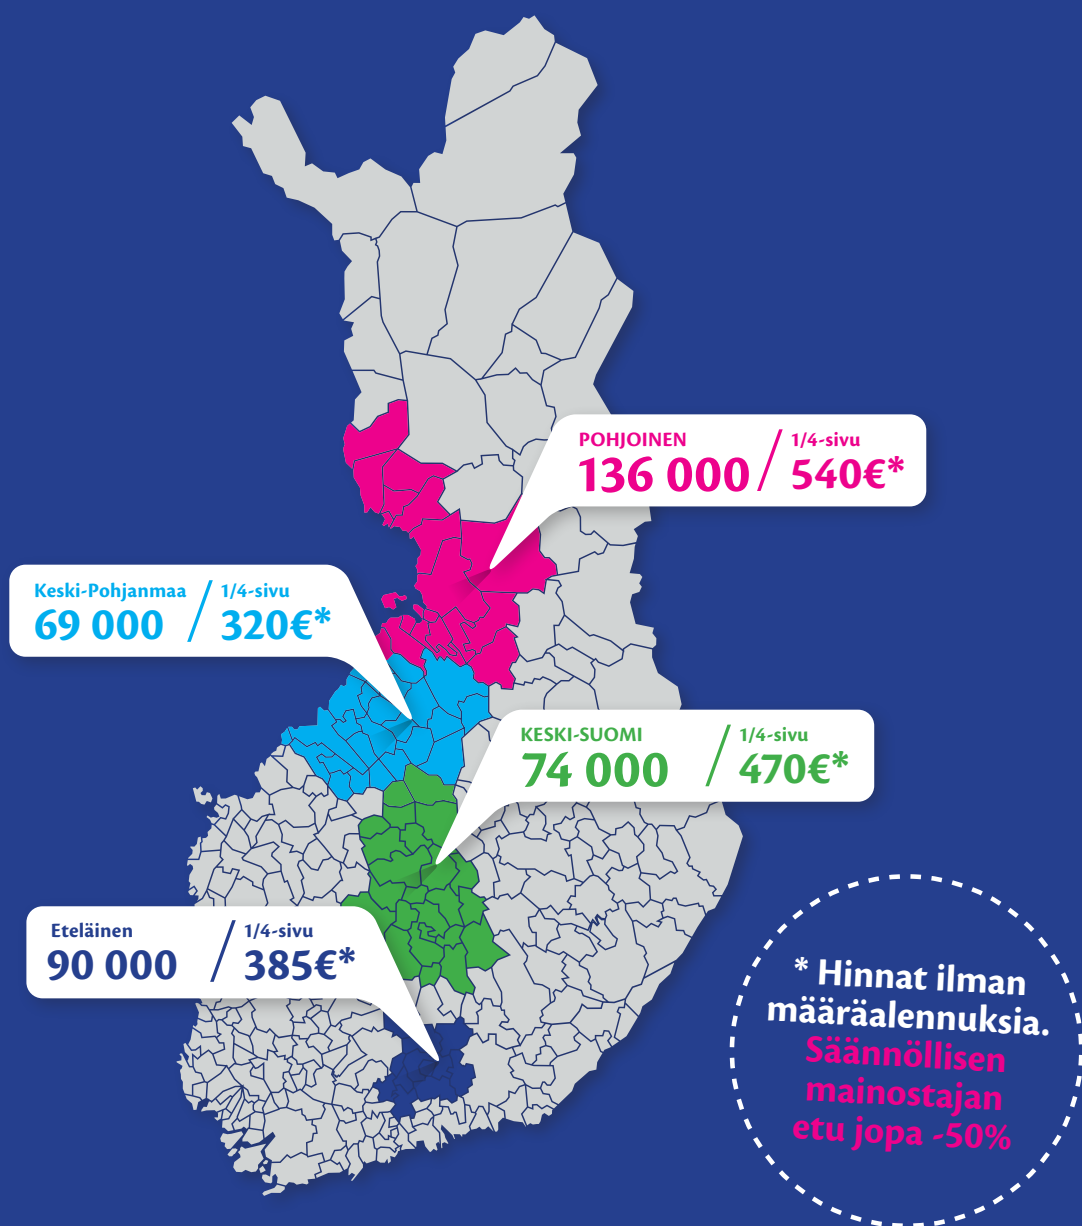 POHJOINEN / 1/4-sivu
136 000 / 540€*
Keski-Pohjanmaa / 1/4-sivu
69 000 / 320€*
KESKI-SUOMI / 1/4-sivu
74 000 / 470€*
Eteläinen / 1/4-sivu
90 000 / 385€*
* Hinnat ilman
määräalennuksia.
Säännöllisen
mainostajan
etu jopa -50%